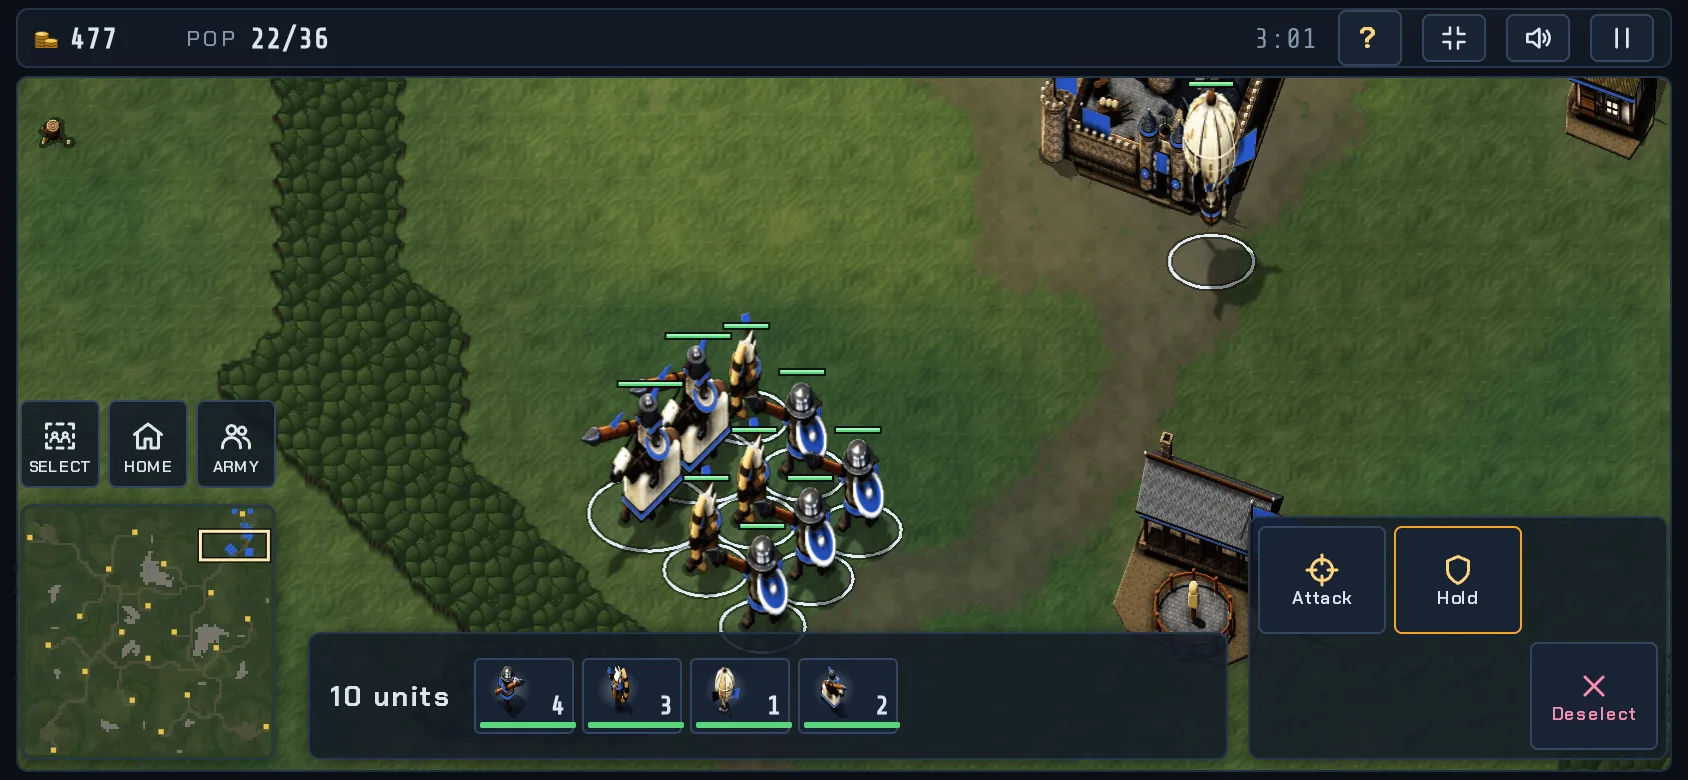 477 POP 22/36 3:01 ?
SELECT HOME ARMY
Attack Hold
10 units 4 3 1 2
Deselect